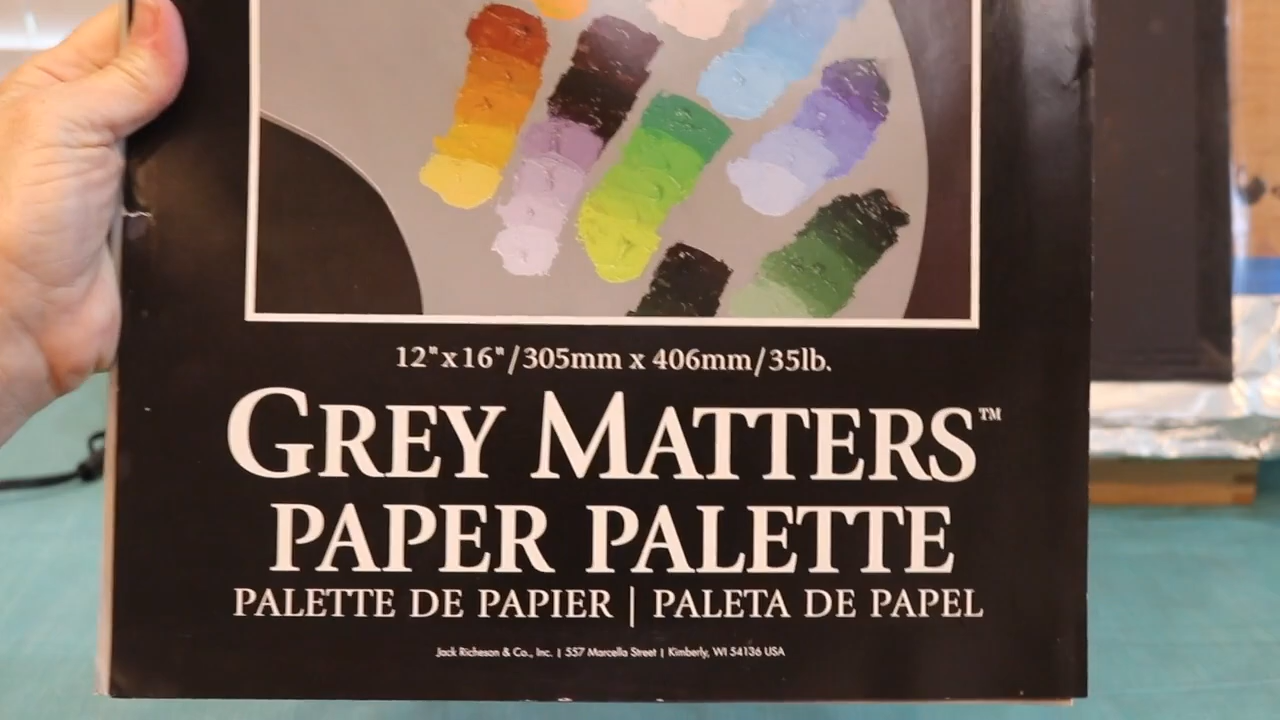 12"x16"/305mm x 406mm/35lb.
GREY MATTERS™
PAPER PALETTE
PALETTE DE PAPIER | PALETA DE PAPEL
Jack Richeson & Co., Inc. | 557 Marcella Street | Kimberly, WI 54136 USA